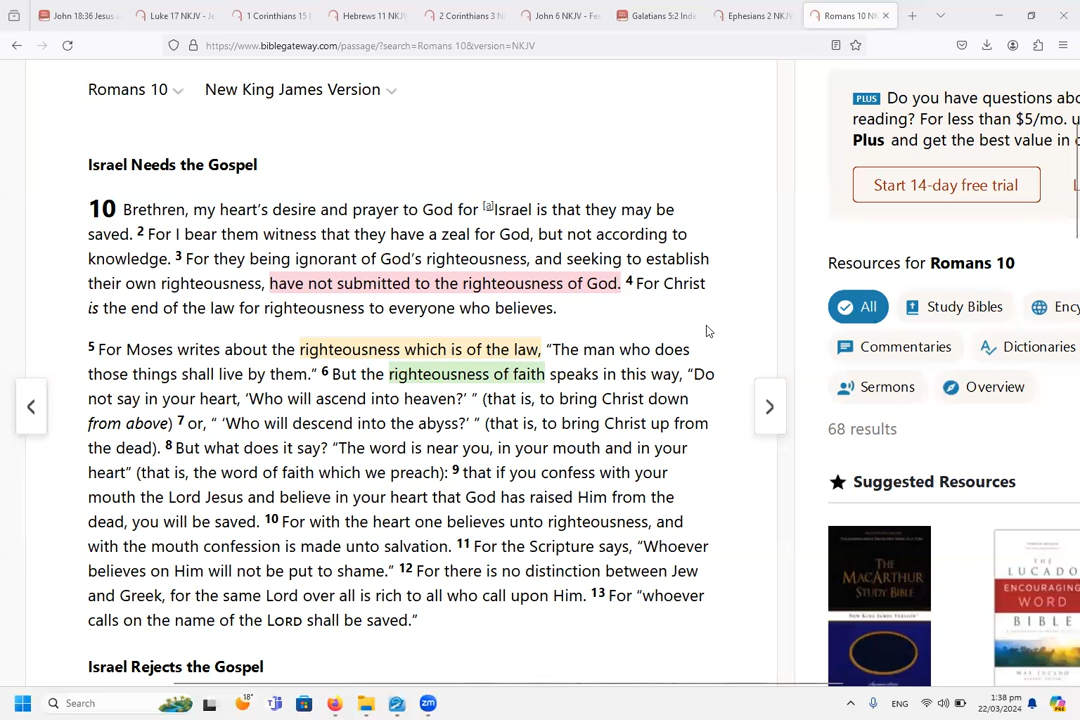 John 18:36 Jesus
Luke 17 NKJV - Je
1 Corinthians 15
Hebrews 11 NKJV
2 Corinthians 3 N
John 6 NKJV - Fee
Galatians 5:2 Inde
Ephesians 2 NKJV
Romans 10 NK
https://www.biblegateway.com/passage/?search=Romans 10&version=NKJV
Romans 10 New King James Version
Israel Needs the Gospel
10 Brethren, my heart’s desire and prayer to God for [a]Israel is that they may be
saved. 2 For I bear them witness that they have a zeal for God, but not according to
knowledge. 3 For they being ignorant of God’s righteousness, and seeking to establish
their own righteousness, have not submitted to the righteousness of God. 4 For Christ
is the end of the law for righteousness to everyone who believes.
5 For Moses writes about the righteousness which is of the law, “The man who does
those things shall live by them.” 6 But the righteousness of faith speaks in this way, “Do
not say in your heart, ‘Who will ascend into heaven?’ ” (that is, to bring Christ down
from above) 7 or, “ ‘Who will descend into the abyss?’ ” (that is, to bring Christ up from
the dead). 8 But what does it say? “The word is near you, in your mouth and in your
heart” (that is, the word of faith which we preach): 9 that if you confess with your
mouth the Lord Jesus and believe in your heart that God has raised Him from the
dead, you will be saved. 10 For with the heart one believes unto righteousness, and
with the mouth confession is made unto salvation. 11 For the Scripture says, “Whoever
believes on Him will not be put to shame.” 12 For there is no distinction between Jew
and Greek, for the same Lord over all is rich to all who call upon Him. 13 For “whoever
calls on the name of the LORD shall be saved.”
Israel Rejects the Gospel
PLUS Do you have questions abo
reading? For less than $5/mo. u
Plus and get the best value in
Start 14-day free trial
Resources for Romans 10
All Study Bibles Ency
Commentaries Dictionaries
Sermons Overview
68 results
Suggested Resources
THE
MACARTHUR
STUDY BIBLE
NEW KING JAMES VERSION
THE
LUCADO
ENCOURAGING
WORD
BIBLE
MAX LUCADO
Search
18°
zm
ENG
1:38 pm
22/03/2024
PRE